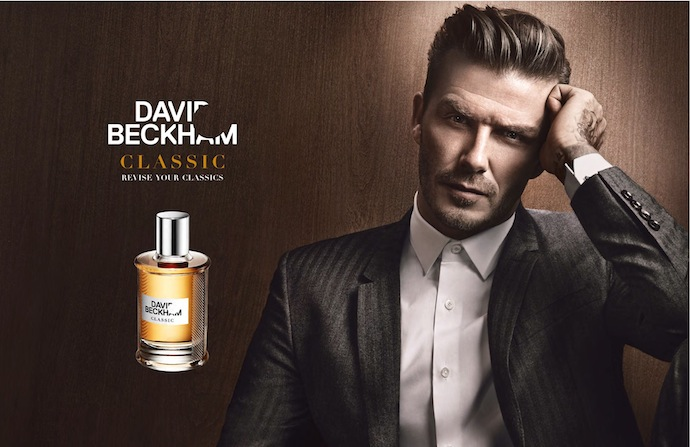 DAVID
BECKHAM
CLASSIC
REVISE YOUR CLASSICS
DAVID
BECKHAM
CLASSIC